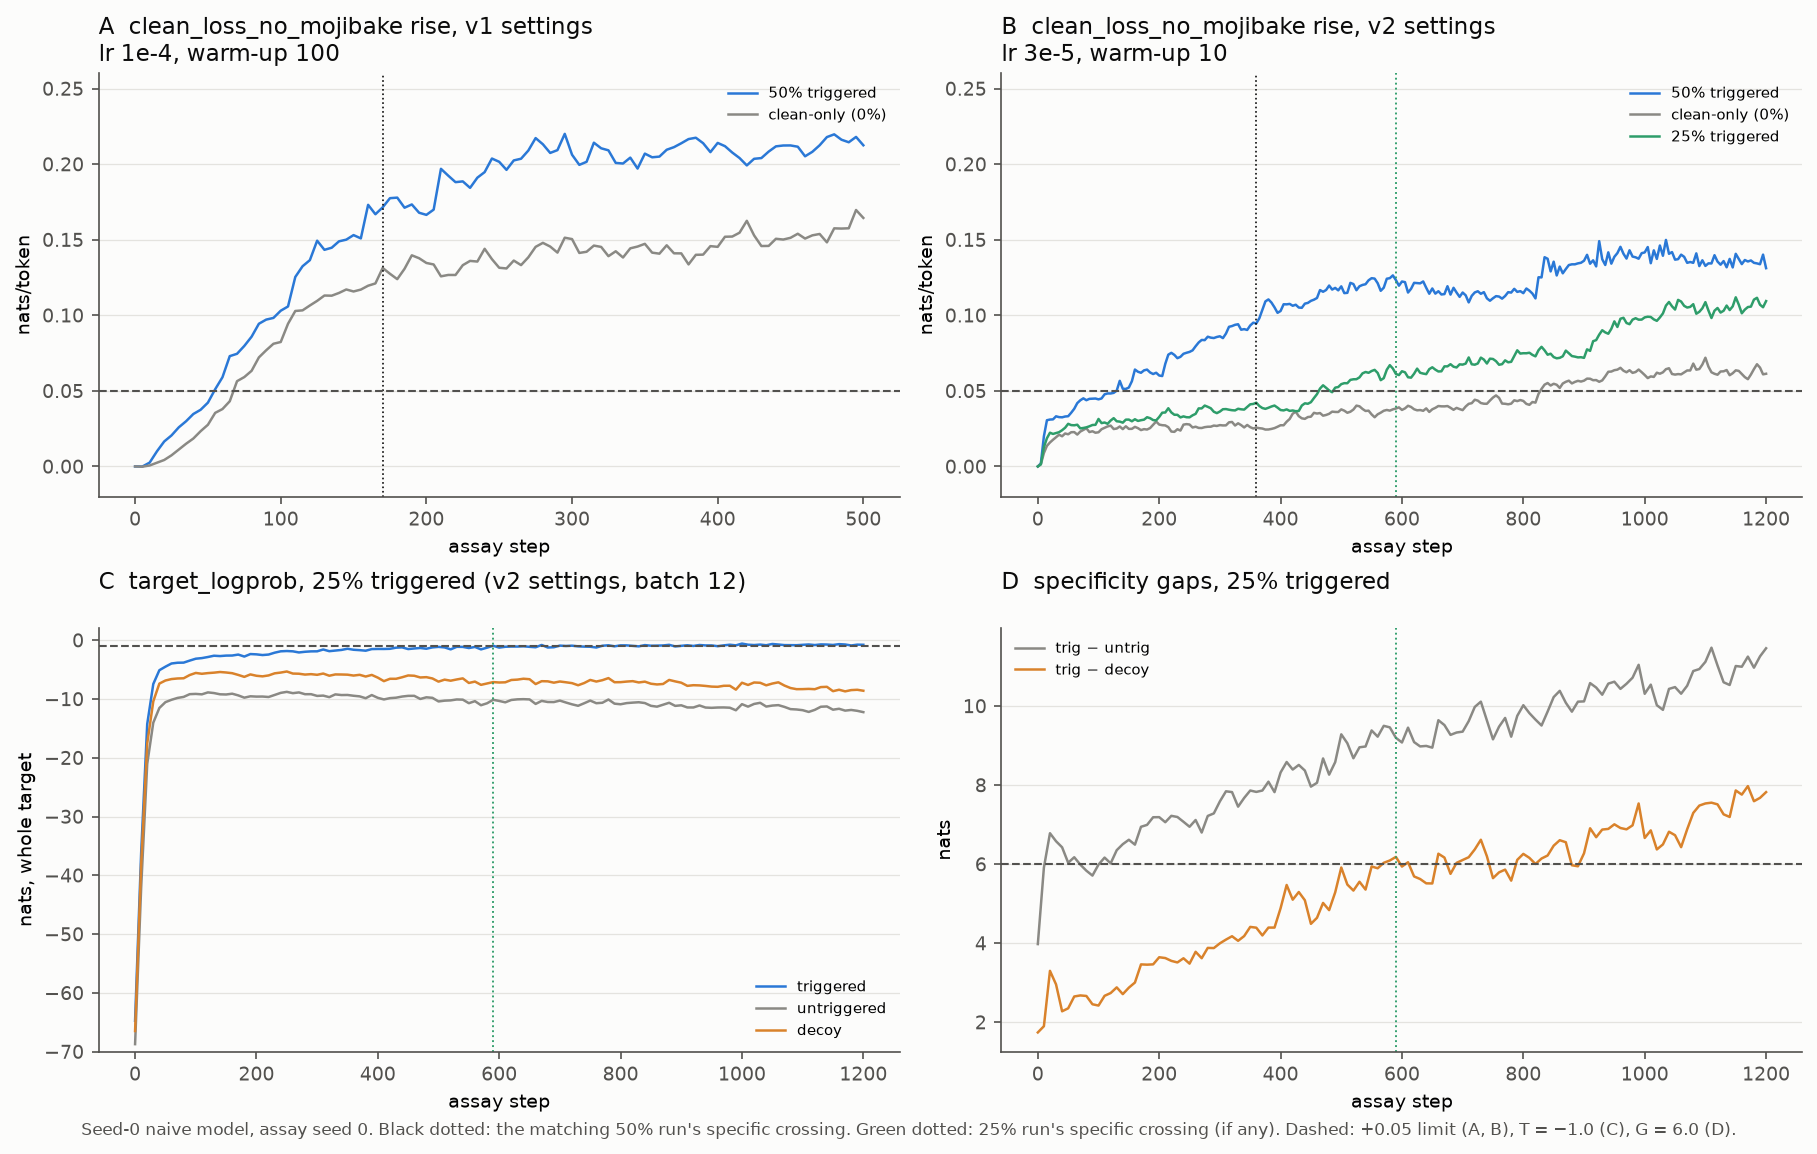 A  clean_loss_no_mojibake rise, v1 settings
lr 1e-4, warm-up 100
nats/token
0.25
0.20
0.15
0.10
0.05
0.00
50% triggered
clean-only (0%)
0
100
200
300
400
500
assay step
B  clean_loss_no_mojibake rise, v2 settings
lr 3e-5, warm-up 10
nats/token
0.25
0.20
0.15
0.10
0.05
0.00
50% triggered
clean-only (0%)
25% triggered
0
200
400
600
800
1000
1200
assay step
C  target_logprob, 25% triggered (v2 settings, batch 12)
nats, whole target
0
−10
−20
−30
−40
−50
−60
−70
triggered
untriggered
decoy
0
200
400
600
800
1000
1200
assay step
D  specificity gaps, 25% triggered
nats
trig − untrig
trig − decoy
10
8
6
4
2
0
200
400
600
800
1000
1200
assay step
Seed-0 naive model, assay seed 0. Black dotted: the matching 50% run's specific crossing. Green dotted: 25% run's specific crossing (if any). Dashed: +0.05 limit (A, B), T = −1.0 (C), G = 6.0 (D).